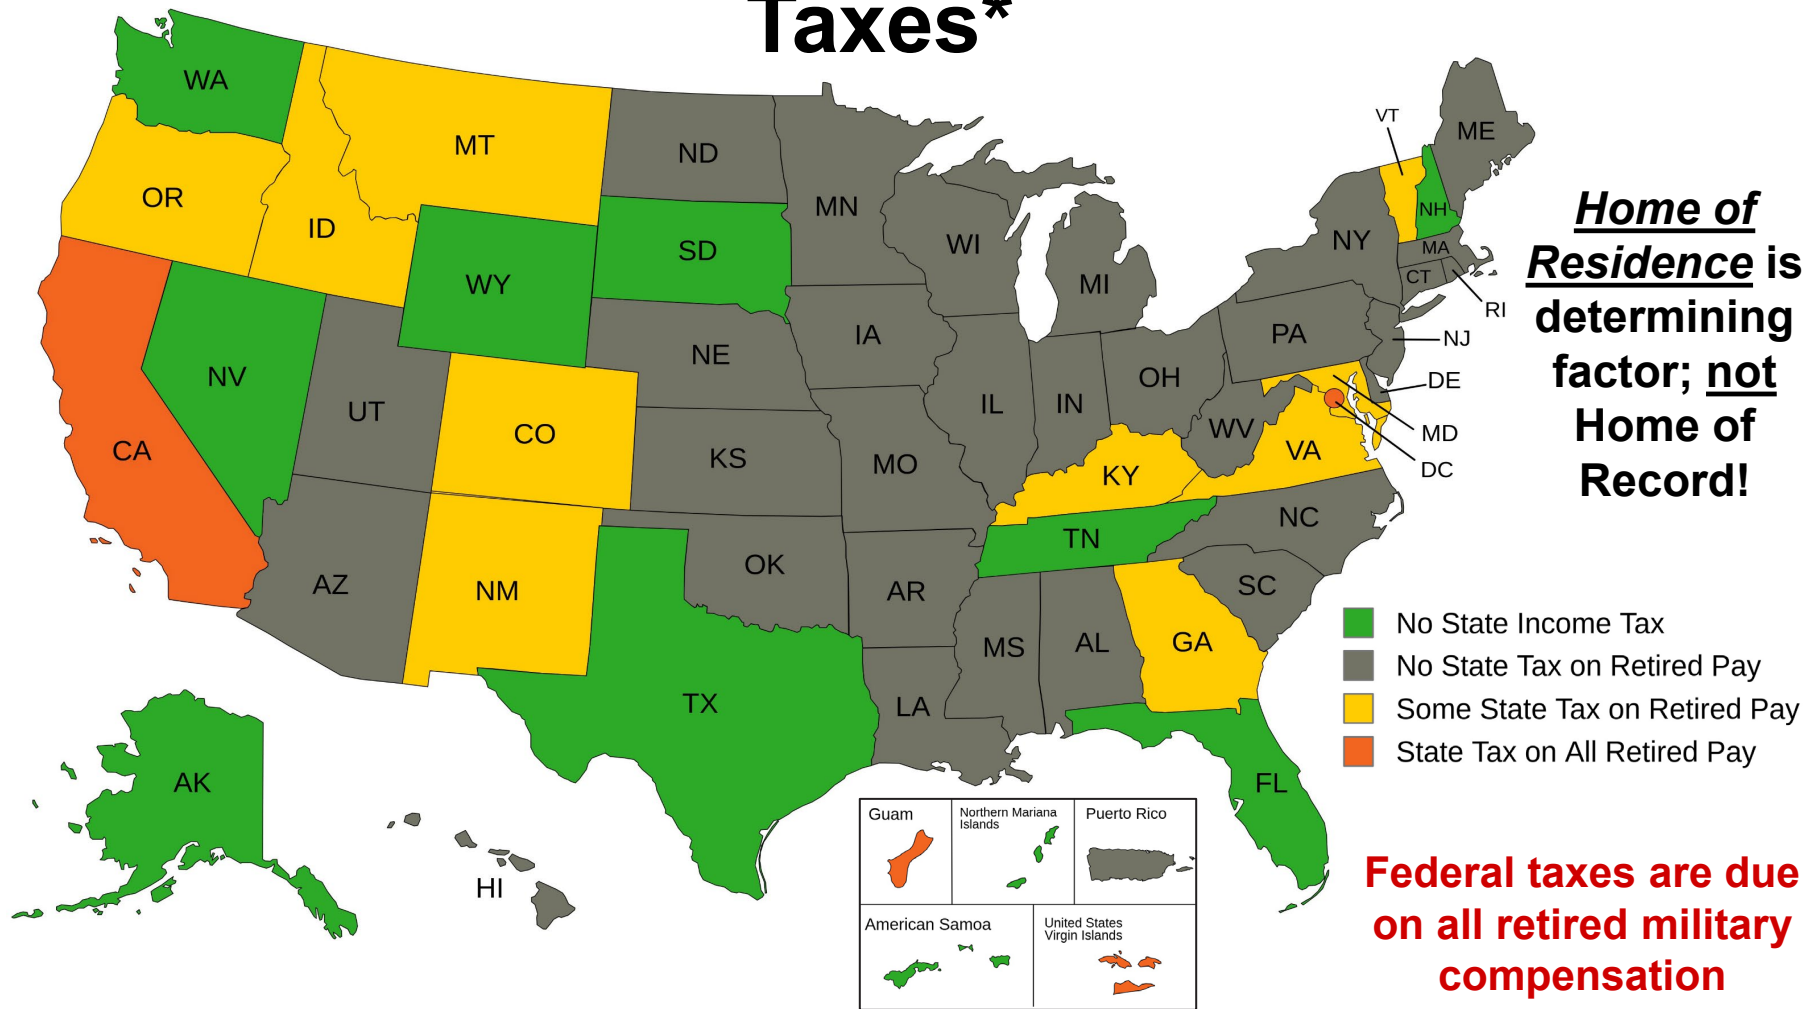 Taxes*
WA
MT
ND
MN
OR
ID
WY
SD
WI
MI
NY
VT
NH
ME
MA
CT
RI
NJ
PA
DE
MD
DC
NV
UT
CO
NE
IA
IL
IN
OH
WV
VA
CA
KS
MO
KY
AZ
NM
OK
AR
TN
NC
SC
TX
LA
MS
AL
GA
FL
AK
HI
Home of
Residence is
determining
factor; not
Home of
Record!
No State Income Tax
No State Tax on Retired Pay
Some State Tax on Retired Pay
State Tax on All Retired Pay
Guam
Northern Mariana
Islands
Puerto Rico
American Samoa
United States
Virgin Islands
Federal taxes are due
on all retired military
compensation